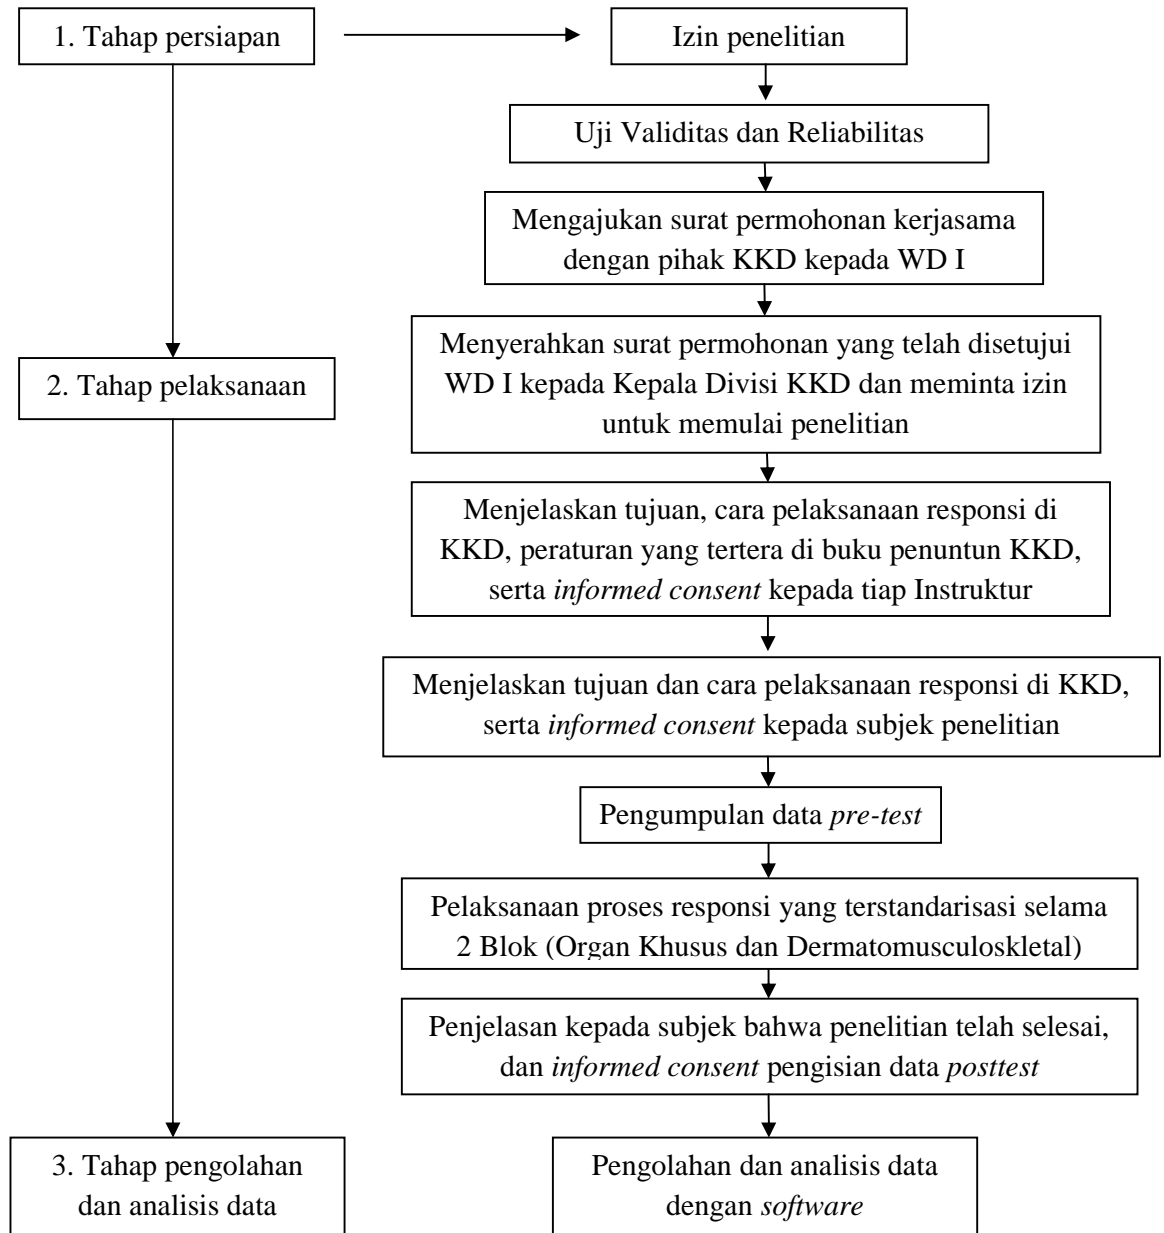 1. Tahap persiapan
Izin penelitian
Uji Validitas dan Reliabilitas
Mengajukan surat permohonan kerjasama
dengan pihak KKD kepada WD I
Menyerahkan surat permohonan yang telah disetujui
WD I kepada Kepala Divisi KKD dan meminta izin
untuk memulai penelitian
2. Tahap pelaksanaan
Menjelaskan tujuan, cara pelaksanaan responsi di
KKD, peraturan yang tertera di buku penuntun KKD,
serta informed consent kepada tiap Instruktur
Menjelaskan tujuan dan cara pelaksanaan responsi di KKD,
serta informed consent kepada subjek penelitian
Pengumpulan data pre-test
Pelaksanaan proses responsi yang terstandarisasi selama
2 Blok (Organ Khusus dan Dermatomusculoskletal)
Penjelasan kepada subjek bahwa penelitian telah selesai,
dan informed consent pengisian data posttest
3. Tahap pengolahan
dan analisis data
Pengolahan dan analisis data
dengan software